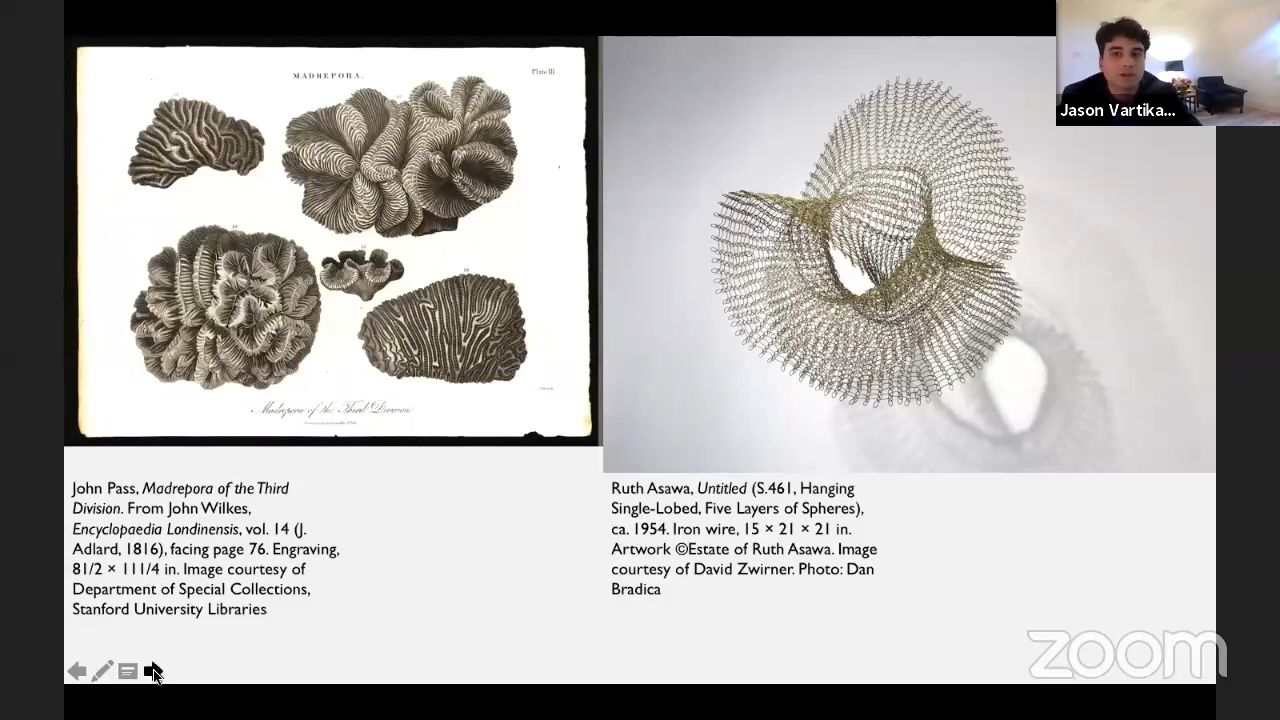 MADREPORA.
Plate III
Madrepore of the Third Division
John Pass, Madrepora of the Third
Division. From John Wilkes,
Encyclopaedia Londinensis, vol. 14 (J.
Adlard, 1816), facing page 76. Engraving,
81/2 × 111/4 in. Image courtesy of
Department of Special Collections,
Stanford University Libraries
Ruth Asawa, Untitled (S.461, Hanging
Single-Lobed, Five Layers of Spheres),
ca. 1954. Iron wire, 15 × 21 × 21 in.
Artwork ©Estate of Ruth Asawa. Image
courtesy of David Zwirner. Photo: Dan
Bradica
Jason Vartika...
zoom